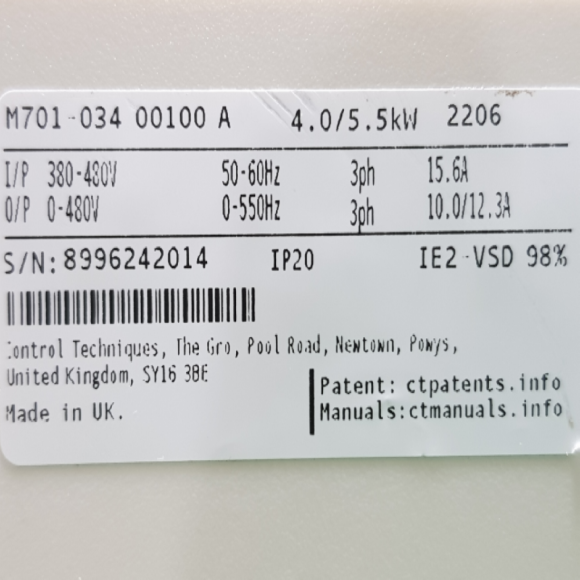 M701-034 00100 A 4.0/5.5kW 2206
I/P 380-480V 50-60Hz 3ph 15.6A
O/P 0-480V 0-550Hz 3ph 10.0/12.3A
S/N: 8996242014 IP20 IE2-VSD 98%
Control Techniques, The Gro, Pool Road, Newtown, Powys,
United Kingdom, SY16 3BE
Patent: ctpatents.info
Made in UK.
Manuals:ctmanuals.info